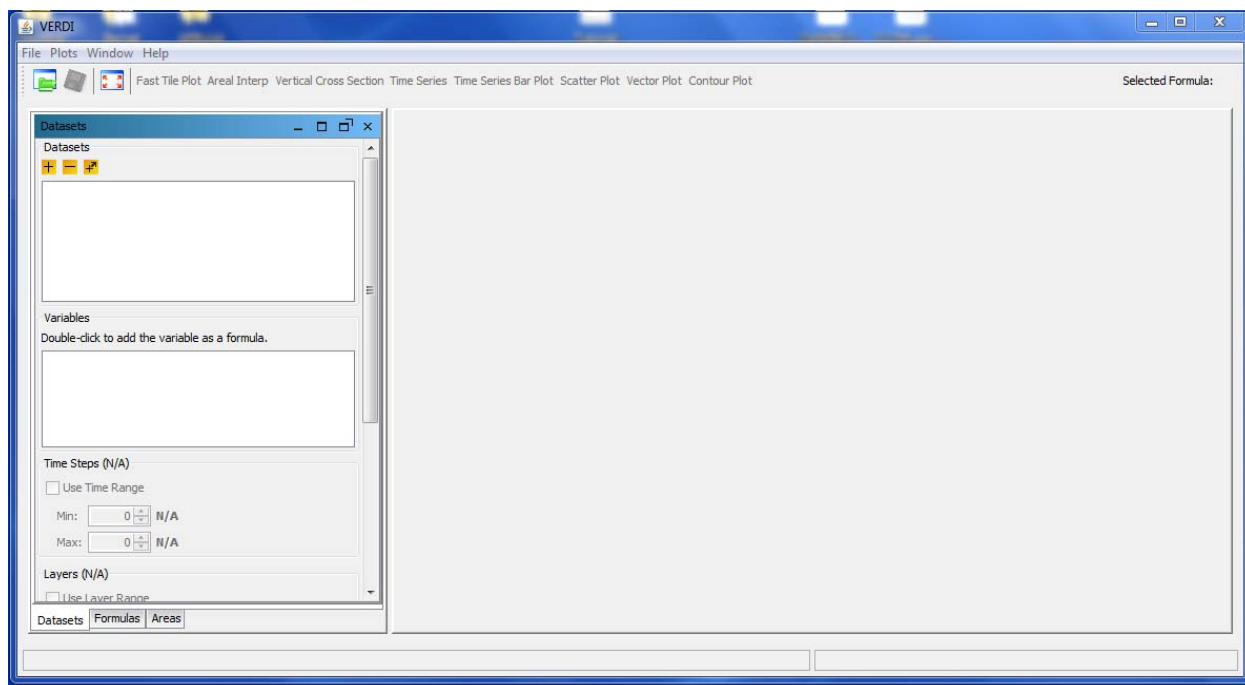 VERDI
File Plots Window Help
Fast Tile Plot Areal Interp Vertical Cross Section Time Series Time Series Bar Plot Scatter Plot Vector Plot Contour Plot Selected Formula:
Datasets
Datasets
Variables
Double-click to add the variable as a formula.
Time Steps (N/A)
Use Time Range
Min: 0 N/A
Max: 0 N/A
Layers (N/A)
Use Layer Range
Datasets Formulas Areas